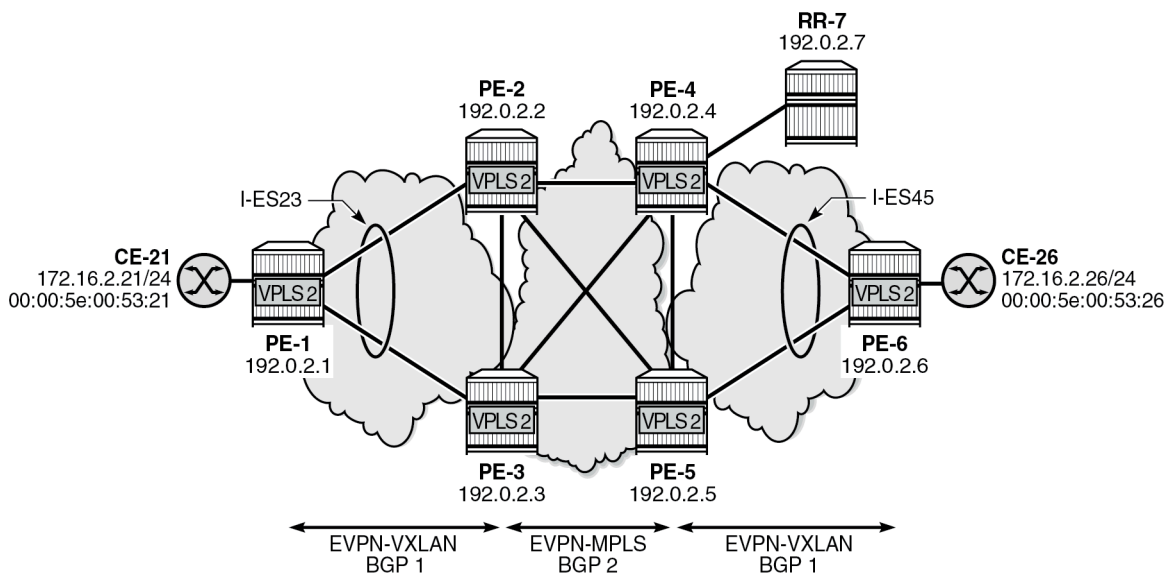 RR-7
192.0.2.7
PE-2
192.0.2.2
PE-4
192.0.2.4
VPLS 2
VPLS 2
I-ES23
I-ES45
CE-21
172.16.2.21/24
00:00:5e:00:53:21
VPLS 2
PE-1
192.0.2.1
VPLS 2
PE-6
192.0.2.6
CE-26
172.16.2.26/24
00:00:5e:00:53:26
VPLS 2
VPLS 2
PE-3
192.0.2.3
PE-5
192.0.2.5
EVPN-VXLAN
BGP 1
EVPN-MPLS
BGP 2
EVPN-VXLAN
BGP 1